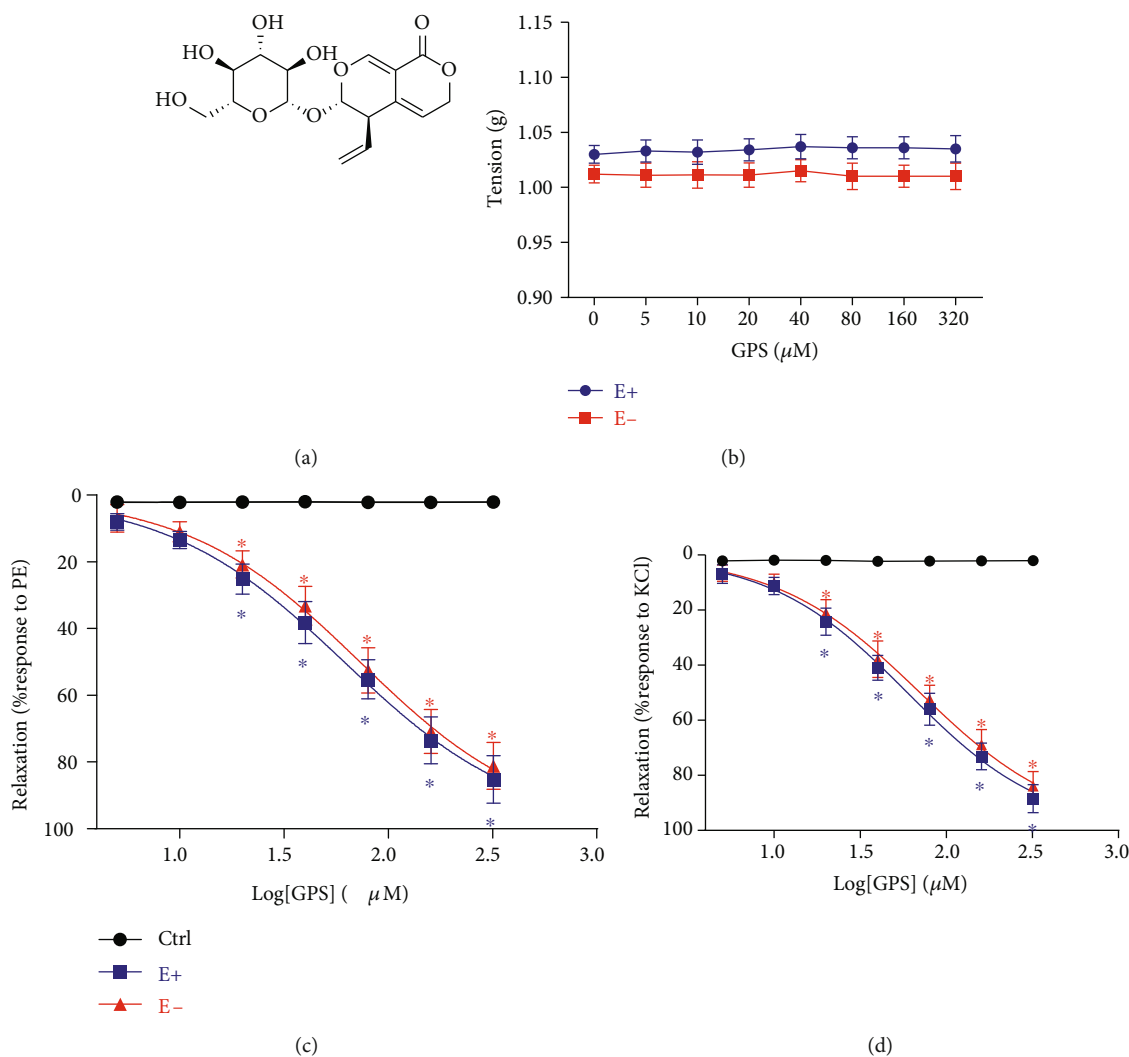 OH
HO
HO
OH
HO
O
O
O
O
O
1.15
1.10
1.05
1.00
0.95
0.90
Tension (g)
0 5 10 20 40 80 160 320
GPS (μM)
E+
E−
(a)
(b)
0
20
40
60
80
100
Relaxation (%response to PE)
1.0 1.5 2.0 2.5 3.0
Log[GPS] ( μM)
* * * * *
* * * * *
Ctrl
E+
E−
(c)
0
20
40
60
80
100
Relaxation (%response to KCl)
1.0 1.5 2.0 2.5 3.0
Log[GPS] (μM)
* * * * *
* * * * *
(d)